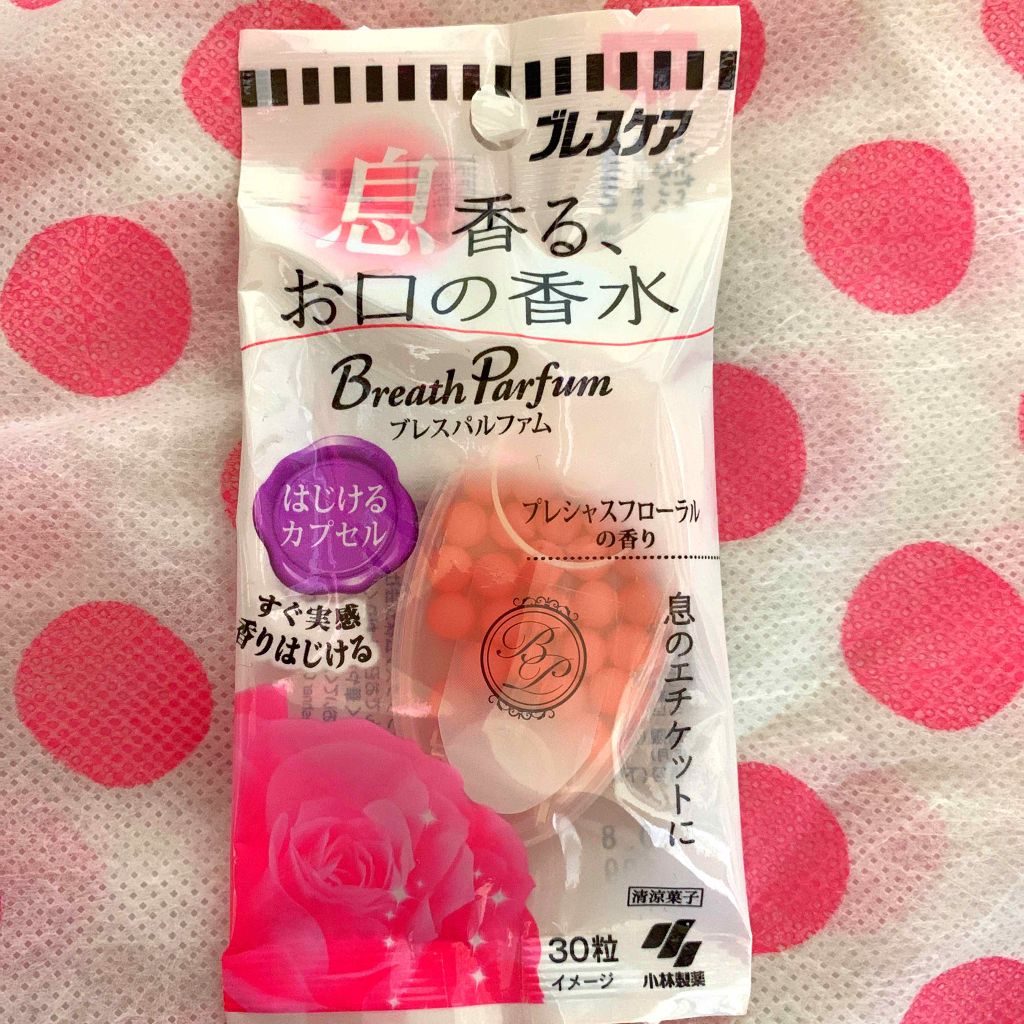 ブレスケア
息香る、
お口の香水
Breath Parfum
ブレスパルファム
はじける
カプセル
プレシャスフローラル
の香り
すぐ実感
香りはじける
BP
息のエチケットに
清涼菓子
30粒
イメージ
小林製薬